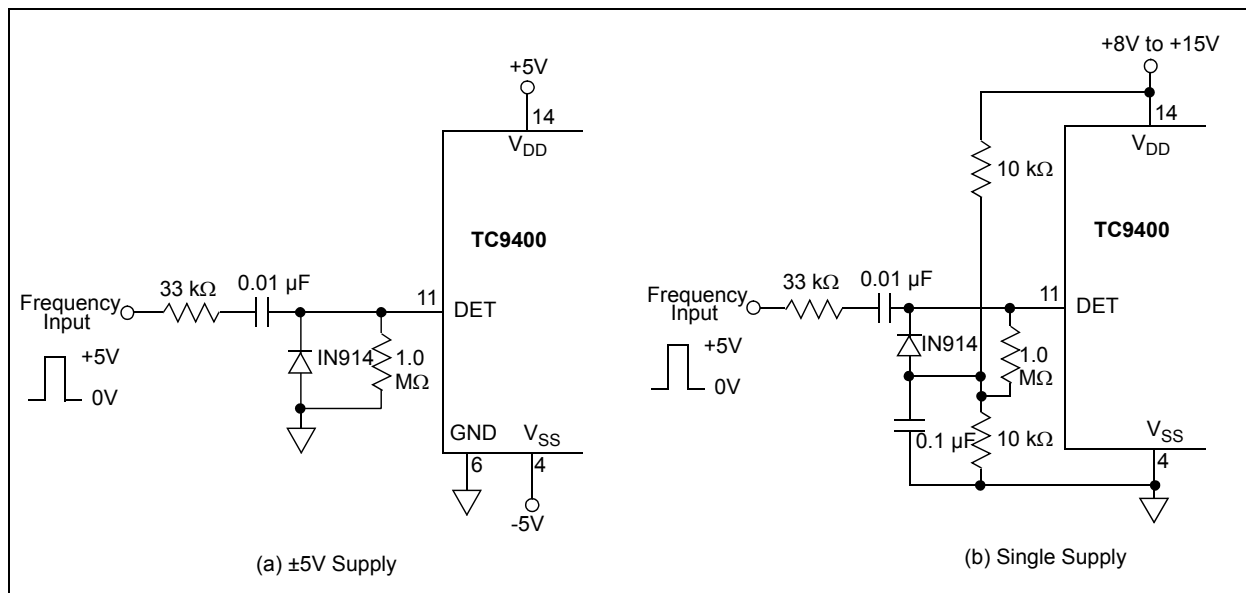 +5V
14
VDD
TC9400
33 kΩ
0.01 µF
11
DET
Frequency
Input
+5V
0V
IN914
1.0
MΩ
GND
VSS
6
4
-5V
(a) ±5V Supply
+8V to +15V
14
VDD
10 kΩ
TC9400
33 kΩ
0.01 µF
11
DET
Frequency
Input
+5V
0V
IN914
1.0
MΩ
0.1 µF
10 kΩ
VSS
4
(b) Single Supply